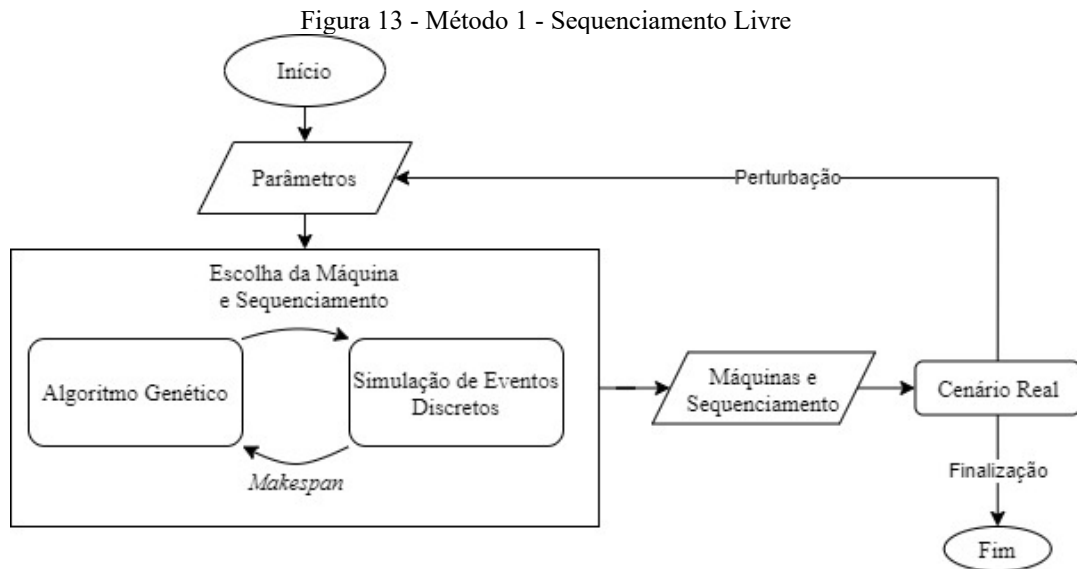 Figura 13 - Método 1 - Sequenciamento Livre
Início
Parâmetros
Perturbação
Escolha da Máquina
e Sequenciamento
Algoritmo Genético
Simulação de Eventos
Discretos
Makespan
Máquinas e
Sequenciamento
Cenário Real
Finalização
Fim